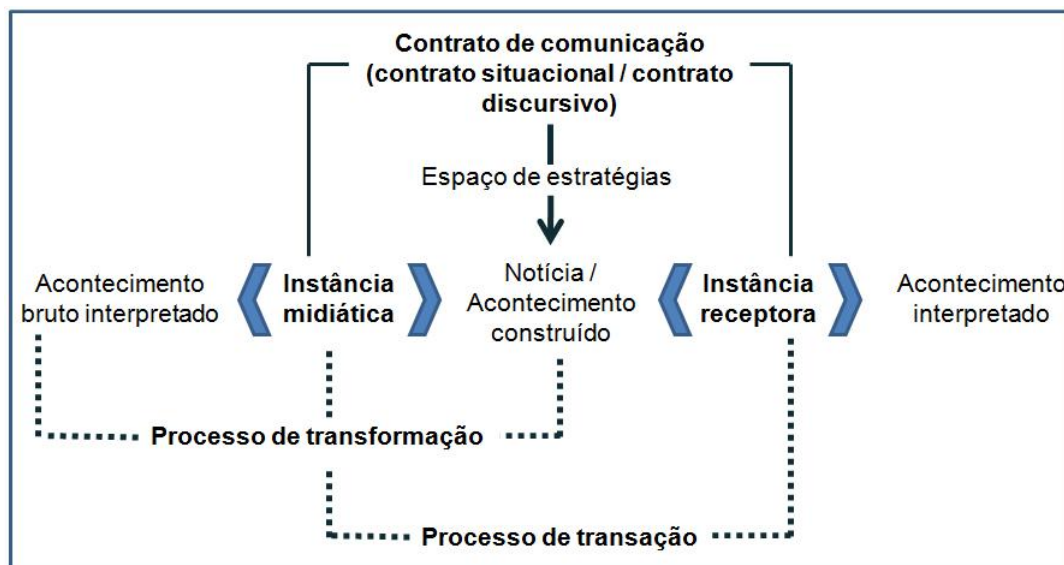 Contrato de comunicação
(contrato situacional / contrato
discursivo)
Espaço de estratégias
Acontecimento
bruto interpretado
Instância
midiática
Notícia /
Acontecimento
construído
Instância
receptora
Acontecimento
interpretado
Processo de transformação
Processo de transação